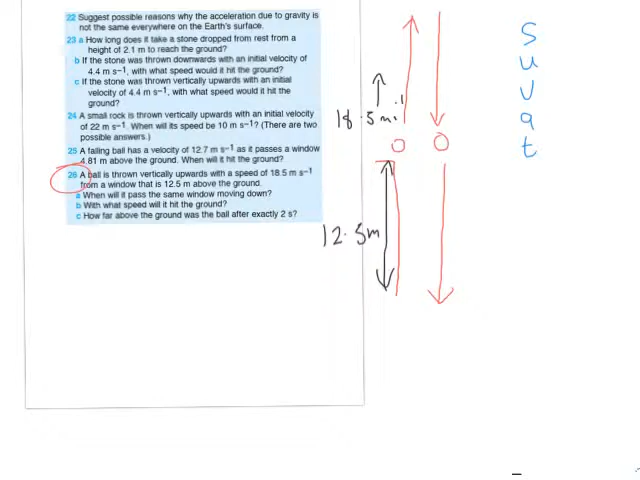 22 Suggest possible reasons why the acceleration due to gravity is
not the same everywhere on the Earth's surface.
23 a How long does it take a stone dropped from rest from a
height of 2.1 m to reach the ground?
b If the stone was thrown downwards with an initial velocity of
4.4 m s⁻¹, with what speed would it hit the ground?
c If the stone was thrown vertically upwards with an initial
velocity of 4.4 m s⁻¹, with what speed would it hit the
ground?
24 A small rock is thrown vertically upwards with an initial velocity
of 22 m s⁻¹. When will its speed be 10 m s⁻¹? (There are two
possible answers.)
25 A falling ball has a velocity of 12.7 m s⁻¹ as it passes a window
4.81 m above the ground. When will it hit the ground?
26 A ball is thrown vertically upwards with a speed of 18.5 m s⁻¹
from a window that is 12.5 m above the ground.
a When will it pass the same window moving down?
b With what speed will it hit the ground?
c How far above the ground was the ball after exactly 2 s?
18.5
12.5m
s
u
v
a
t